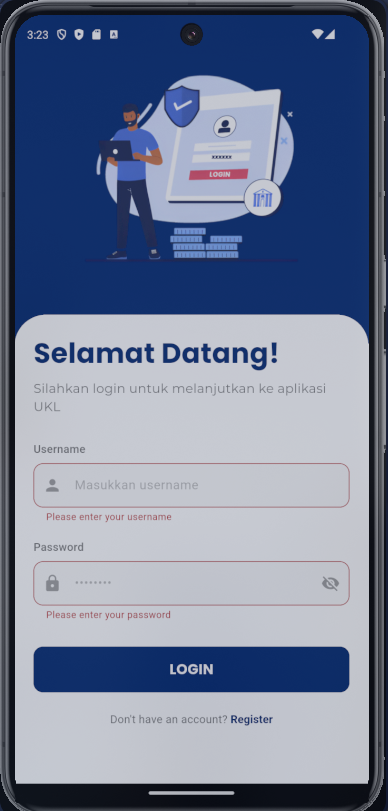 3:23
LOGIN
Selamat Datang!
Silahkan login untuk melanjutkan ke aplikasi
UKL
Username
Masukkan username
Please enter your username
Password
Please enter your password
LOGIN
Don't have an account? Register